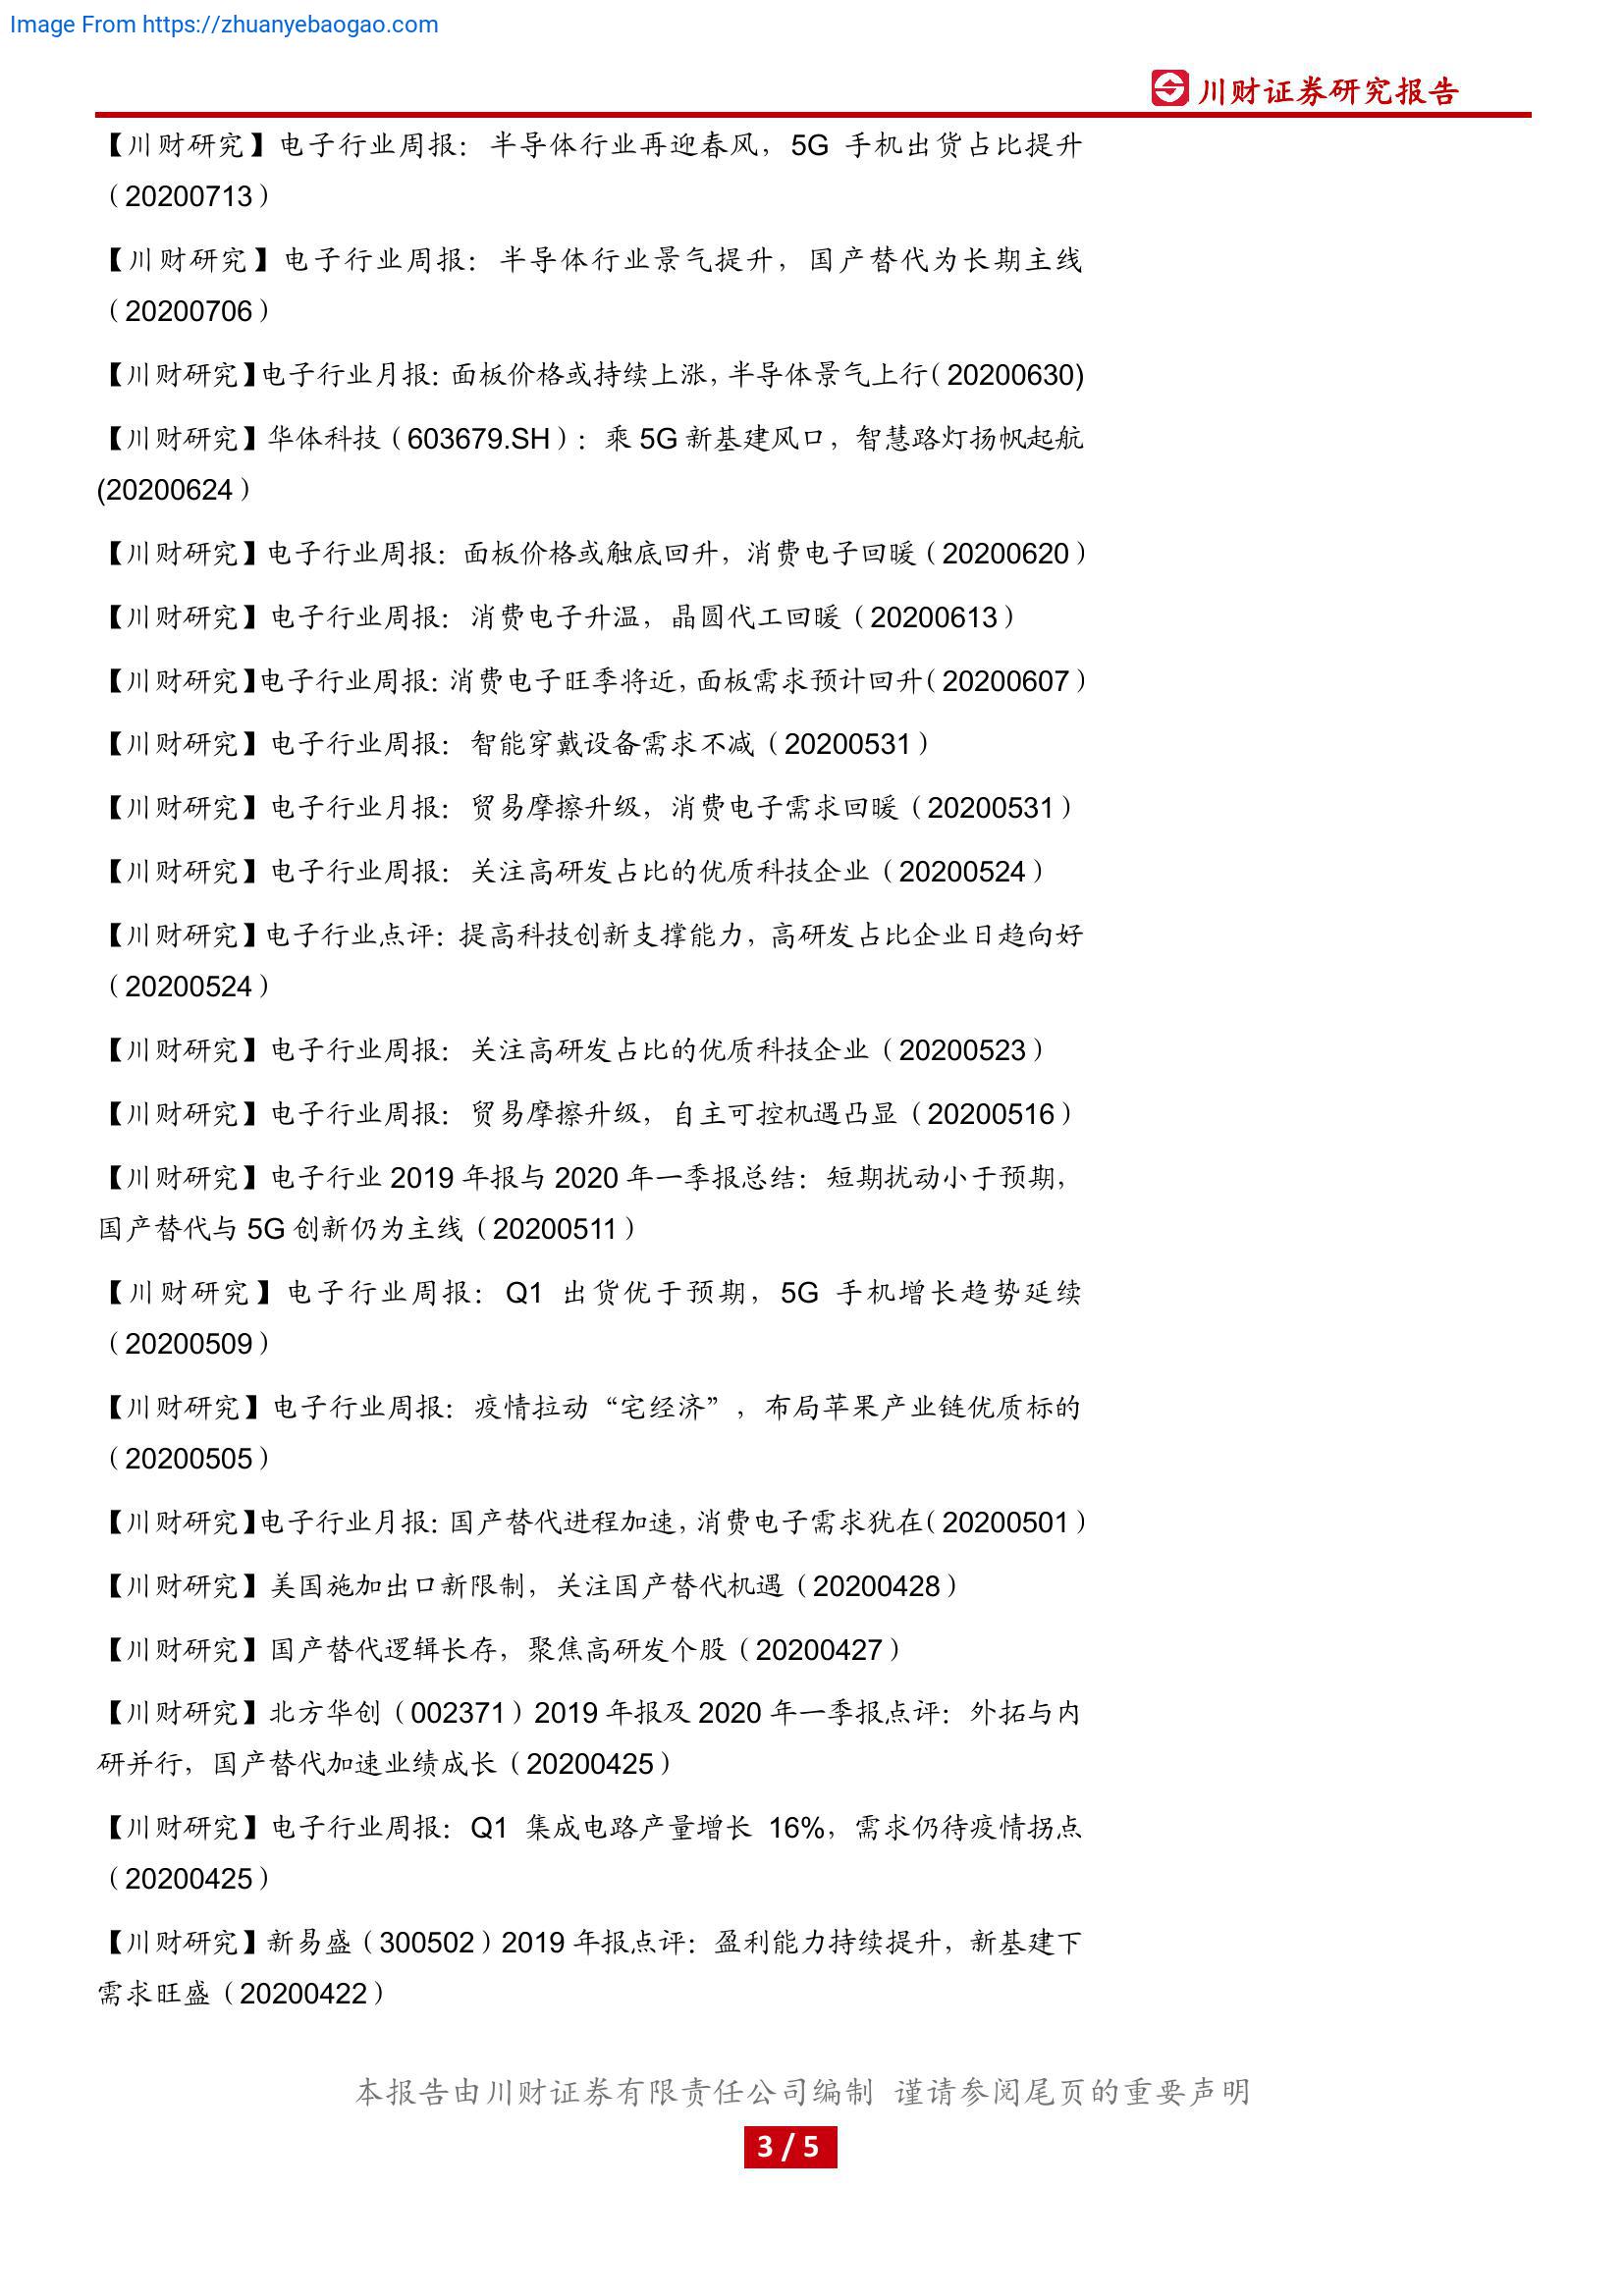 Image From https://zhuanyebaogao.com
川财证券研究报告
【川财研究】电子行业周报：半导体行业再迎春风，5G 手机出货占比提升
（20200713）
【川财研究】电子行业周报：半导体行业景气提升，国产替代为长期主线
（20200706）
【川财研究】电子行业月报：面板价格或持续上涨，半导体景气上行（20200630)
【川财研究】华体科技（603679.SH）：乘 5G 新基建风口，智慧路灯扬帆起航
(20200624）
【川财研究】电子行业周报：面板价格或触底回升，消费电子回暖（20200620）
【川财研究】电子行业周报：消费电子升温，晶圆代工回暖（20200613）
【川财研究】电子行业周报：消费电子旺季将近，面板需求预计回升（20200607）
【川财研究】电子行业周报：智能穿戴设备需求不减（20200531）
【川财研究】电子行业月报：贸易摩擦升级，消费电子需求回暖（20200531）
【川财研究】电子行业周报：关注高研发占比的优质科技企业（20200524）
【川财研究】电子行业点评：提高科技创新支撑能力，高研发占比企业日趋向好
（20200524）
【川财研究】电子行业周报：关注高研发占比的优质科技企业（20200523）
【川财研究】电子行业周报：贸易摩擦升级，自主可控机遇凸显（20200516）
【川财研究】电子行业 2019 年报与 2020 年一季报总结：短期扰动小于预期，
国产替代与 5G 创新仍为主线（20200511）
【川财研究】电子行业周报：Q1 出货优于预期，5G 手机增长趋势延续
（20200509）
【川财研究】电子行业周报：疫情拉动“宅经济”，布局苹果产业链优质标的
（20200505）
【川财研究】电子行业月报：国产替代进程加速，消费电子需求犹在（20200501）
【川财研究】美国施加出口新限制，关注国产替代机遇（20200428）
【川财研究】国产替代逻辑长存，聚焦高研发个股（20200427）
【川财研究】北方华创（002371）2019 年报及 2020 年一季报点评：外拓与内
研并行，国产替代加速业绩成长（20200425）
【川财研究】电子行业周报：Q1 集成电路产量增长 16%，需求仍待疫情拐点
（20200425）
【川财研究】新易盛（300502）2019 年报点评：盈利能力持续提升，新基建下
需求旺盛（20200422）
本报告由川财证券有限责任公司编制 谨请参阅尾页的重要声明
3 / 5